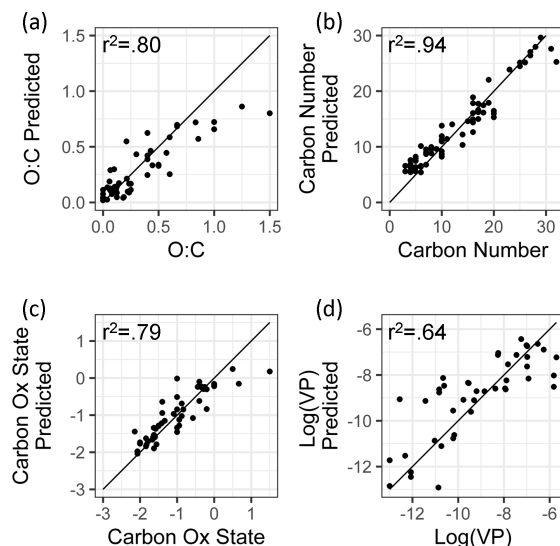 (a)
r²=.80
O:C Predicted
1.5
1.0
0.5
0.0
0.0 0.5 1.0 1.5
O:C
(b)
r²=.94
Carbon Number
Predicted
30
20
10
0
0 10 20 30
Carbon Number
(c)
r²=.79
Carbon Ox State
Predicted
1
0
-1
-2
-3
-3 -2 -1 0 1
Carbon Ox State
(d)
r²=.64
Log(VP)
Predicted
-6
-8
-10
-12
-12 -10 -8 -6
Log(VP)